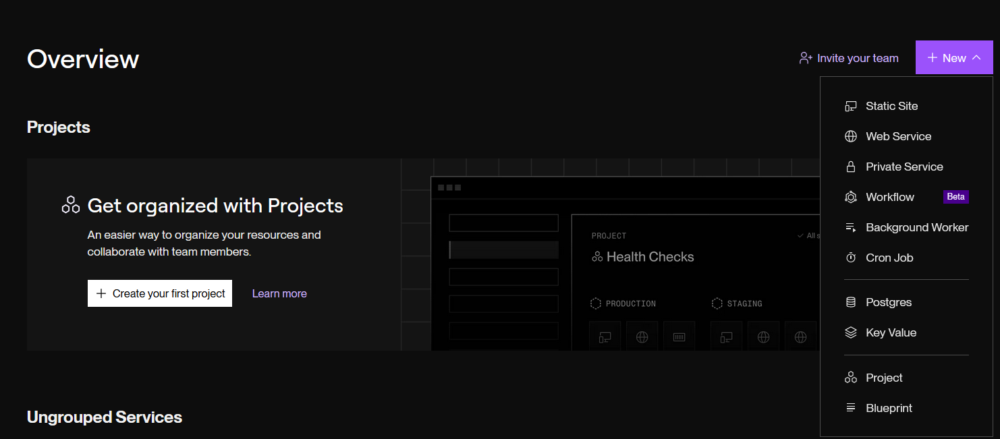 Overview
Invite your team
New
Static Site
Web Service
Private Service
Workflow
Beta
Background Worker
Cron Job
Postgres
Key Value
Project
Blueprint
Projects
Get organized with Projects
An easier way to organize your resources and
collaborate with team members.
Create your first project
Learn more
PROJECT
All s
Health Checks
PRODUCTION
STAGING
Ungrouped Services